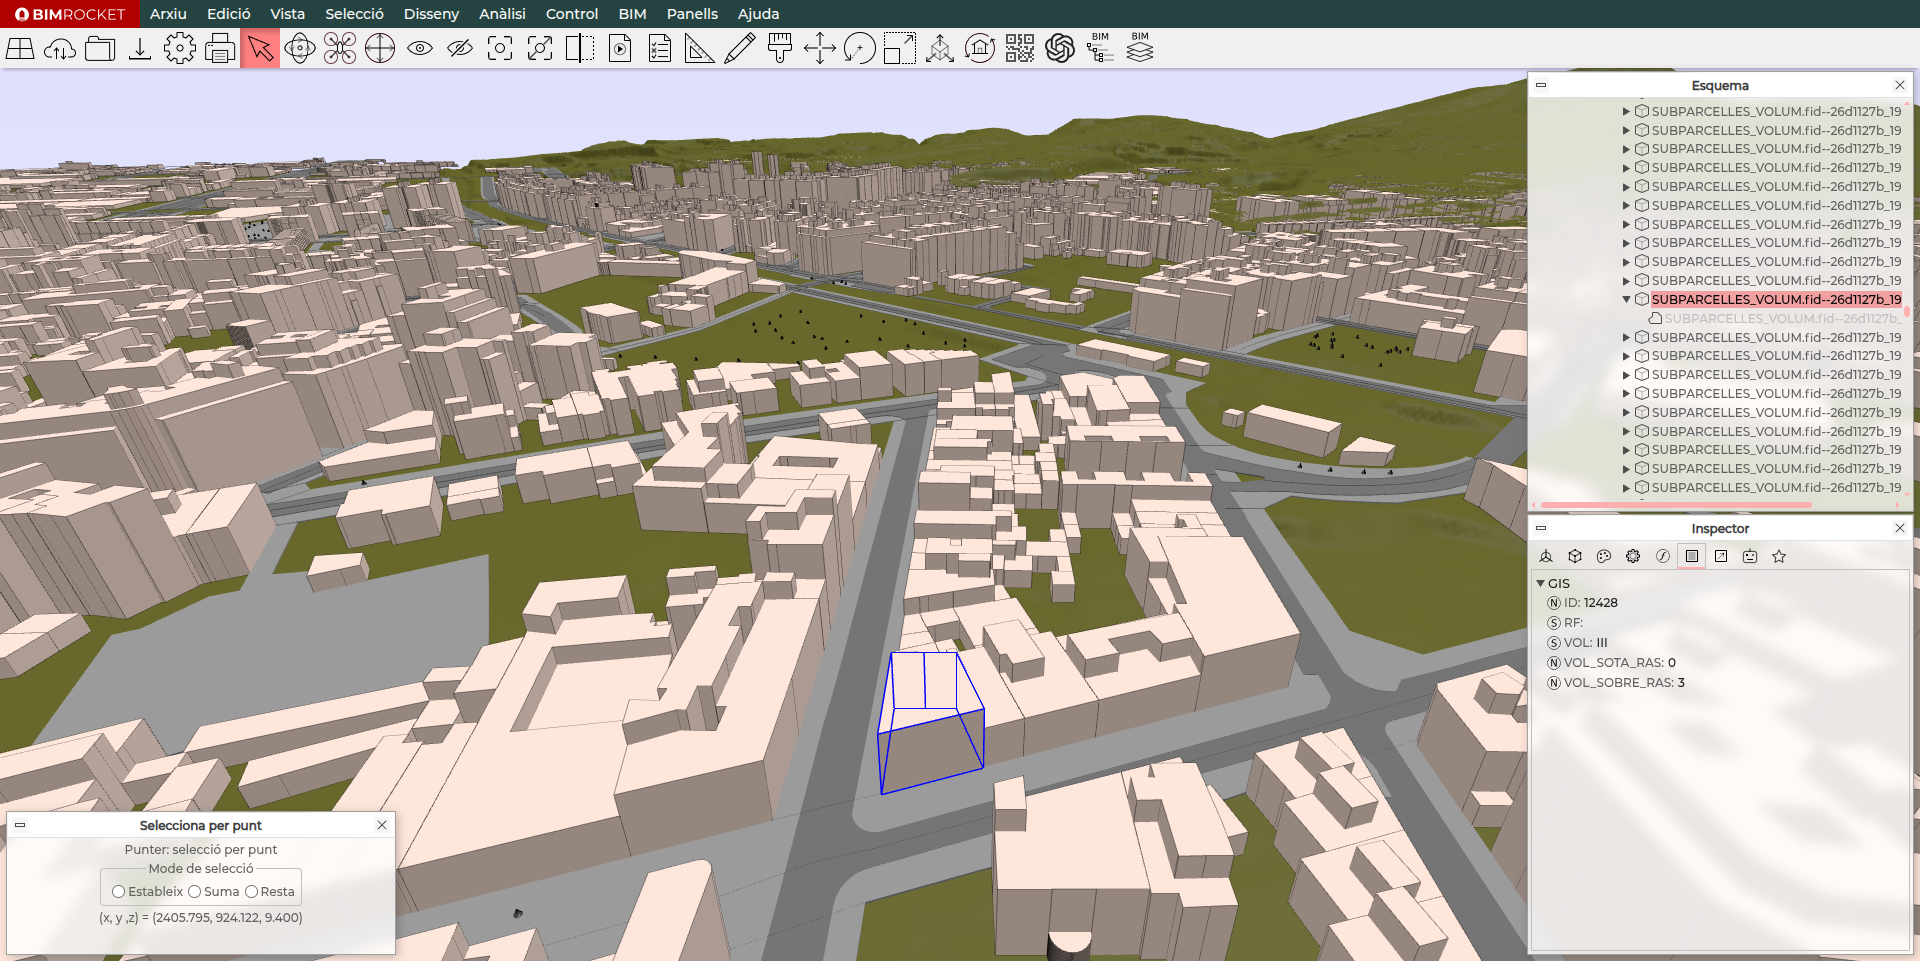 BIMROCKET
Arxiu Edició Vista Selecció Disseny Anàlisi Control BIM Panells Ajuda
BIM BIM
Esquema
SUBPARCELLES_VOLUM.fid--26d1127b_19
SUBPARCELLES_VOLUM.fid--26d1127b_19
SUBPARCELLES_VOLUM.fid--26d1127b_19
SUBPARCELLES_VOLUM.fid--26d1127b_19
SUBPARCELLES_VOLUM.fid--26d1127b_19
SUBPARCELLES_VOLUM.fid--26d1127b_19
SUBPARCELLES_VOLUM.fid--26d1127b_19
SUBPARCELLES_VOLUM.fid--26d1127b_19
SUBPARCELLES_VOLUM.fid--26d1127b_19
SUBPARCELLES_VOLUM.fid--26d1127b_19
SUBPARCELLES_VOLUM.fid--26d1127b_19
SUBPARCELLES_VOLUM.fid--26d1127b_
SUBPARCELLES_VOLUM.fid--26d1127b_19
SUBPARCELLES_VOLUM.fid--26d1127b_19
SUBPARCELLES_VOLUM.fid--26d1127b_19
SUBPARCELLES_VOLUM.fid--26d1127b_19
SUBPARCELLES_VOLUM.fid--26d1127b_19
SUBPARCELLES_VOLUM.fid--26d1127b_19
SUBPARCELLES_VOLUM.fid--26d1127b_19
SUBPARCELLES_VOLUM.fid--26d1127b_19
SUBPARCELLES_VOLUM.fid--26d1127b_19
Inspector
GIS
N ID: 12428
S RF:
S VOL: III
N VOL_SOTA_RAS: 0
N VOL_SOBRE_RAS: 3
Selecciona per punt
Punter: selecció per punt
Mode de selecció
Estableix Suma Resta
(x, y ,z) = (2405.795, 924.122, 9.400)